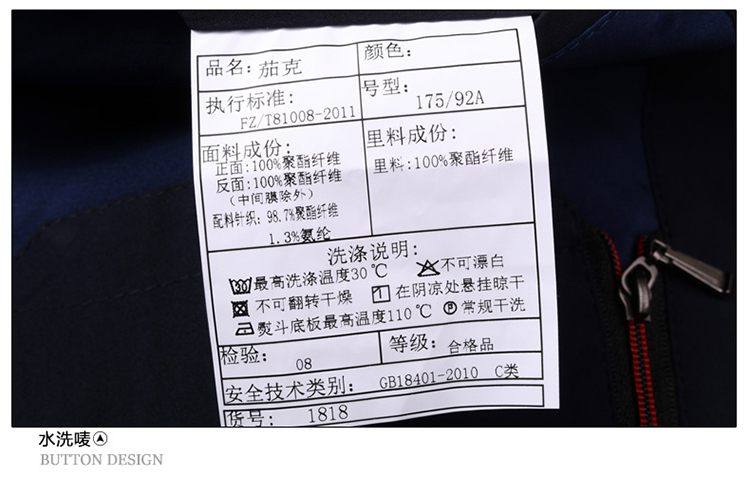 品名:茄克 颜色:
执行标准: 号型:
FZ/T81008-2011 175/92A
面料成份: 里料成份:
正面:100%聚酯纤维 里料:100%聚酯纤维
反面:100%聚酯纤维
(中间膜除外)
配料针织: 98.7%聚酯纤维
1.3%氨纶
洗涤说明:
最高洗涤温度30℃ 不可漂白
不可翻转干燥 在阴凉处悬挂晾干
熨斗底板最高温度110℃ Ⓟ常规干洗
检验: 08 等级: 合格品
安全技术类别: GB18401-2010 C类
货号: 1818
水洗唛
BUTTON DESIGN